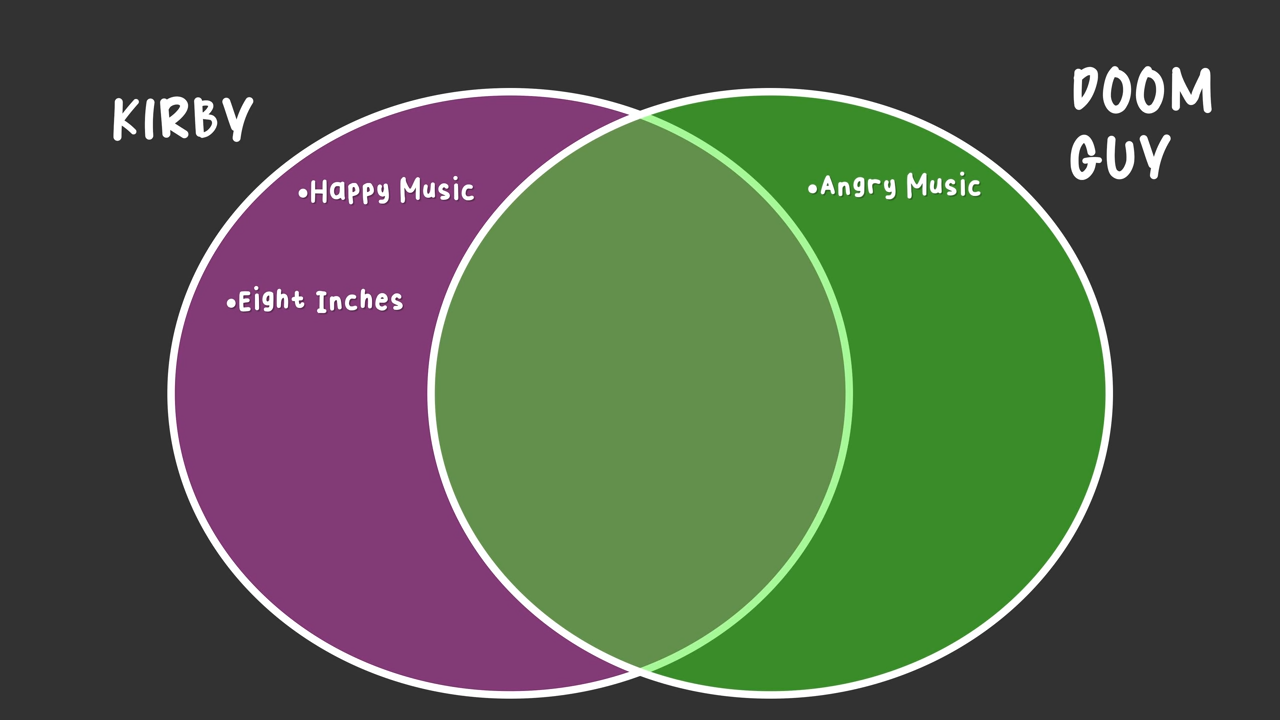 KIRBY
DOOM
GUY
•Happy Music
•Angry Music
•Eight Inches